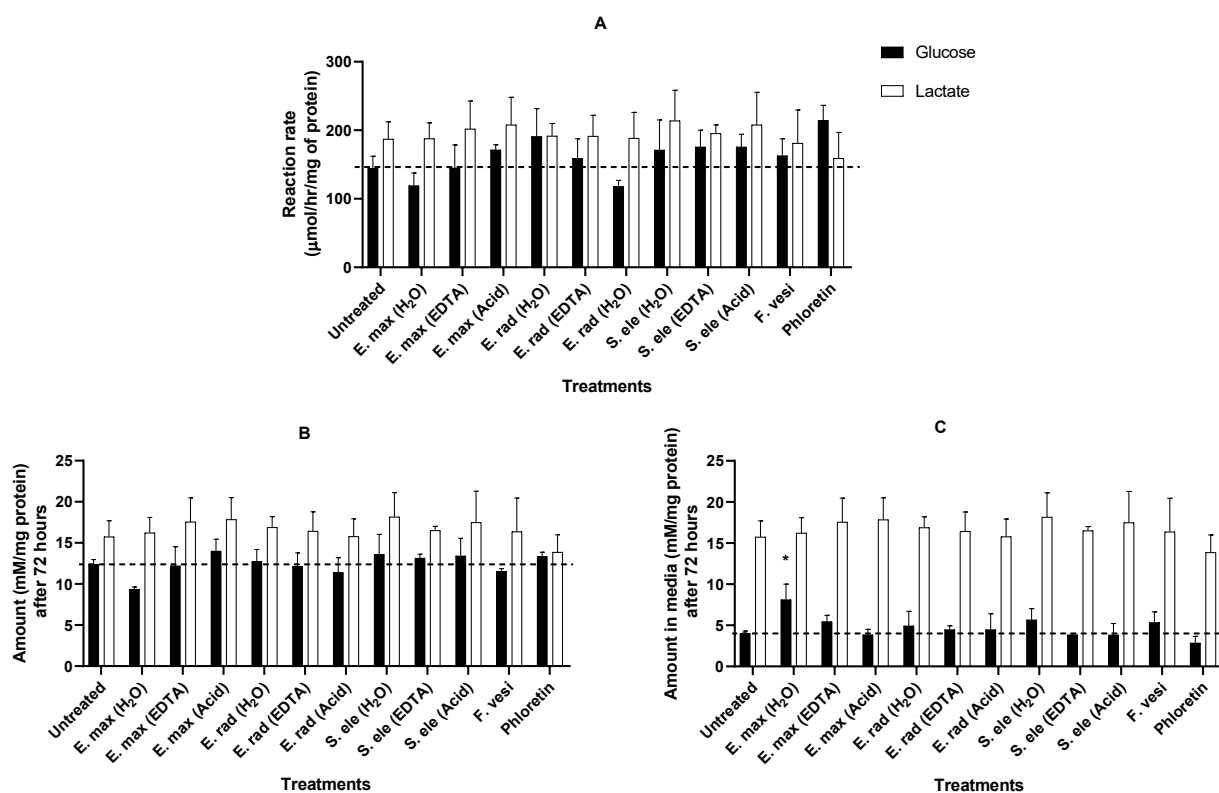 A
Glucose
Lactate
Reaction rate
(μmol/hr/mg of protein)
300
200
100
0
Untreated
E. max (H₂O)
E. max (EDTA)
E. max (Acid)
E. rad (H₂O)
E. rad (EDTA)
E. rad (H₂O)
S. ele (H₂O)
S. ele (EDTA)
S. ele (Acid)
F. vesi
Phloretin
Treatments
B
Amount (mM/mg protein)
after 72 hours
25
20
15
10
5
0
Untreated
E. max (H₂O)
E. max (EDTA)
E. max (Acid)
E. rad (H₂O)
E. rad (EDTA)
E. rad (Acid)
S. ele (H₂O)
S. ele (EDTA)
S. ele (Acid)
F. vesi
Phloretin
Treatments
C
Amount in media (mM/mg protein)
after 72 hours
25
20
15
10
5
0
*
Untreated
E. max (H₂O)
E. max (EDTA)
E. max (Acid)
E. rad (H₂O)
E. rad (EDTA)
E. rad (Acid)
S. ele (H₂O)
S. ele (EDTA)
S. ele (Acid)
F. vesi
Phloretin
Treatments